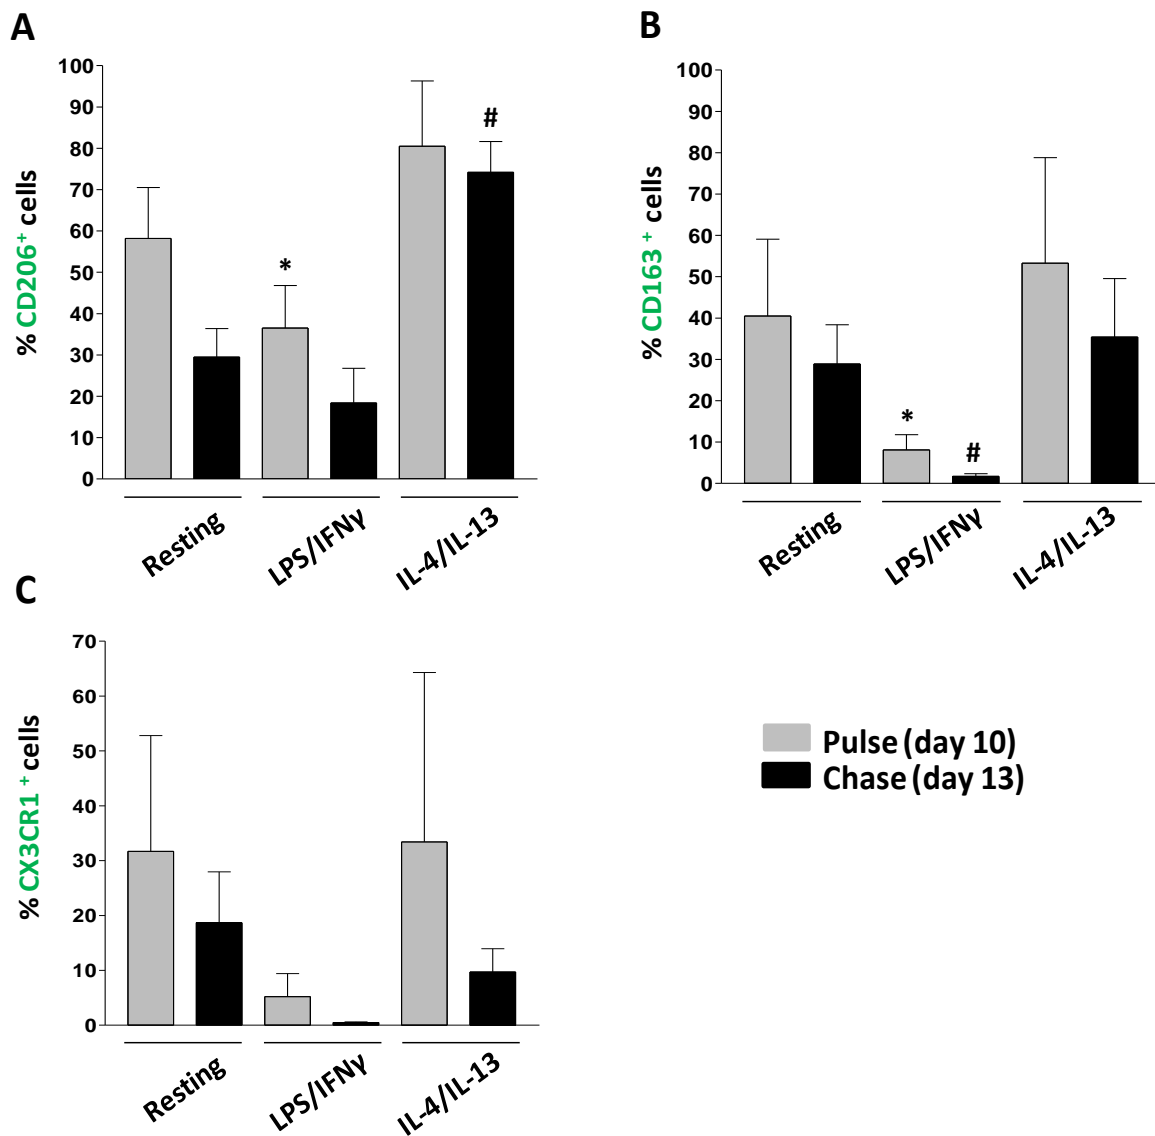 A
% CD206+ cells
100
90
80
70
60
50
40
30
20
10
0
*
#
Resting
LPS/IFNγ
IL-4/IL-13
B
% CD163 + cells
100
90
80
70
60
50
40
30
20
10
0
*
#
Resting
LPS/IFNγ
IL-4/IL-13
C
% CX3CR1 + cells
70
60
50
40
30
20
10
0
Resting
LPS/IFNγ
IL-4/IL-13
Pulse (day 10)
Chase (day 13)